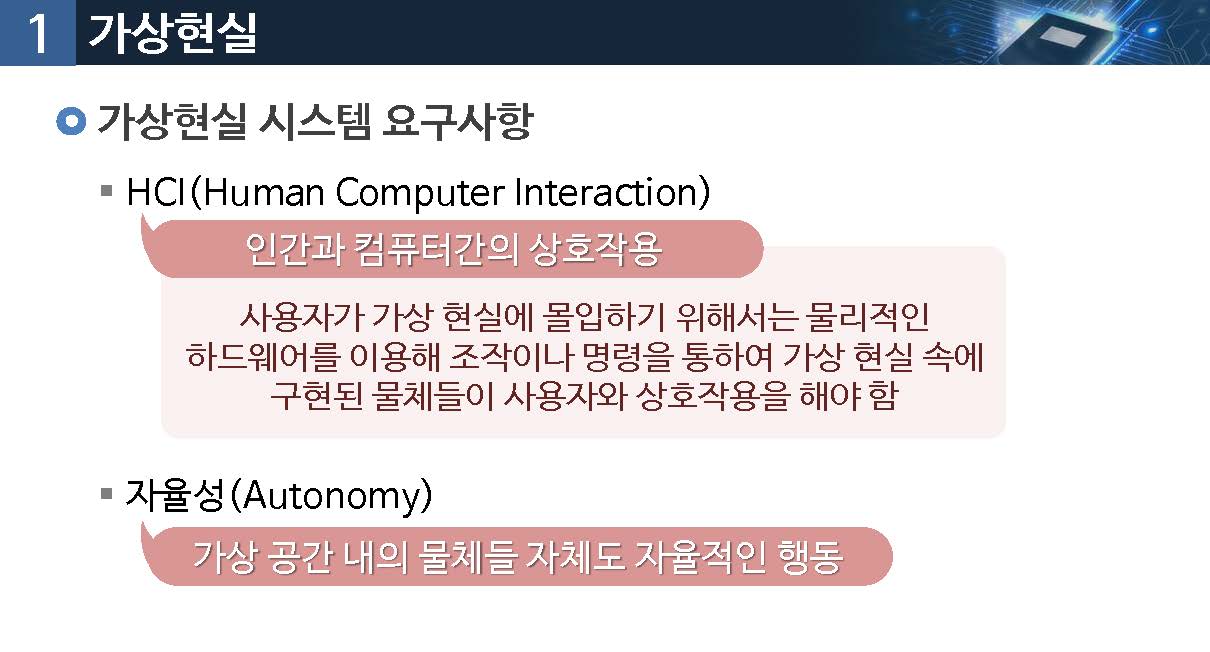 1 가상현실
가상현실 시스템 요구사항
HCI(Human Computer Interaction)
인간과 컴퓨터간의 상호작용
사용자가 가상 현실에 몰입하기 위해서는 물리적인
하드웨어를 이용해 조작이나 명령을 통하여 가상 현실 속에
구현된 물체들이 사용자와 상호작용을 해야 함
자율성(Autonomy)
가상 공간 내의 물체들 자체도 자율적인 행동